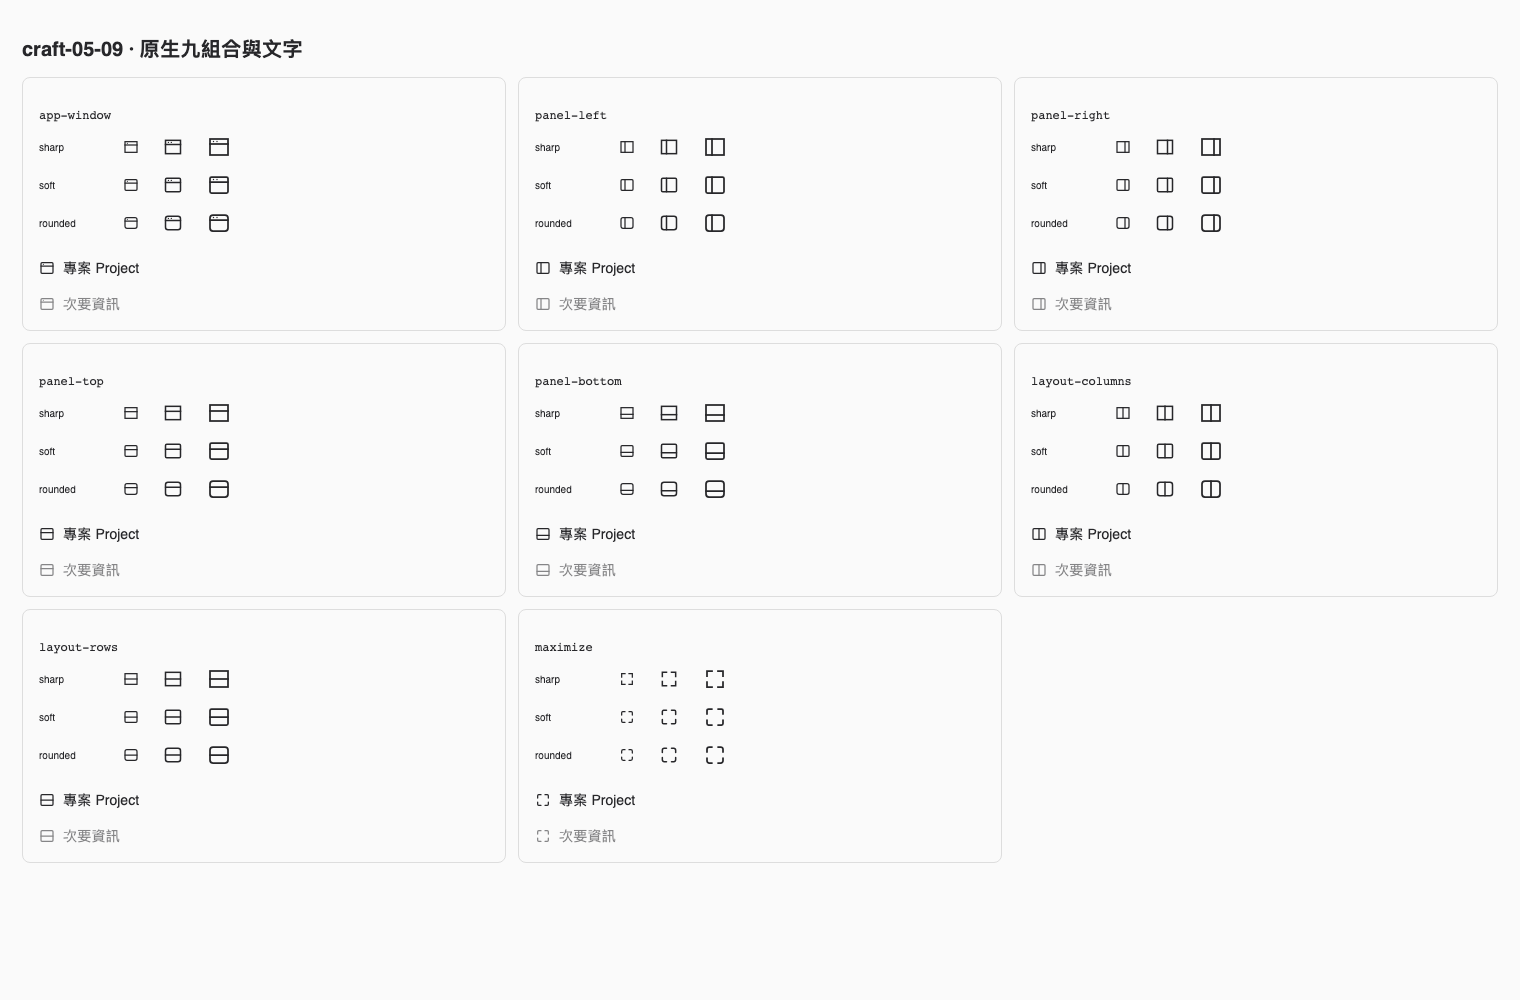 craft-05-09 · 原生九組合與文字
app-window
sharp
soft
rounded
專案 Project
次要資訊
panel-left
sharp
soft
rounded
專案 Project
次要資訊
panel-right
sharp
soft
rounded
專案 Project
次要資訊
panel-top
sharp
soft
rounded
專案 Project
次要資訊
panel-bottom
sharp
soft
rounded
專案 Project
次要資訊
layout-columns
sharp
soft
rounded
專案 Project
次要資訊
layout-rows
sharp
soft
rounded
專案 Project
次要資訊
maximize
sharp
soft
rounded
專案 Project
次要資訊